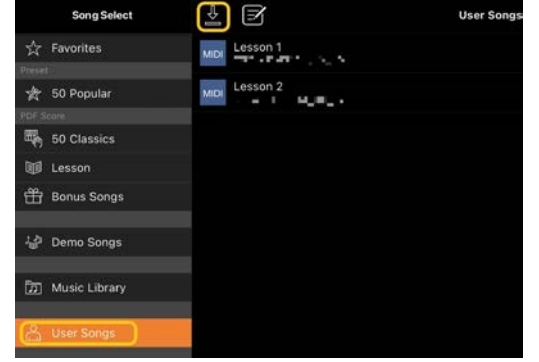 Song Select
Favorites
Preset
50 Popular
PDF Score
50 Classics
Lesson
Bonus Songs
Demo Songs
Music Library
User Songs
User Songs
MIDI
Lesson 1
MIDI
Lesson 2